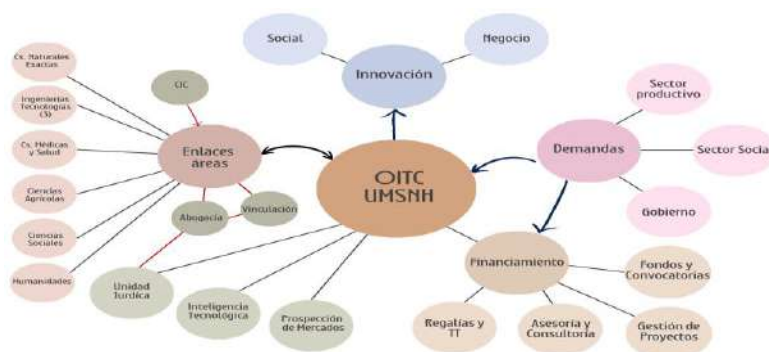 Social
Negocio
Innovación
Cs. Naturales
Exactas
CIC
Ingenierías
Tecnologías
(3)
Sector
productivo
Cs. Médicas
y Salud
Enlaces
áreas
OITC
UMSNH
Demandas
Sector Social
Ciencias
Agrícolas
Abogacía
Vinculación
Gobierno
Ciencias
Sociales
Humanidades
Unidad
Jurídica
Inteligencia
Tecnológica
Prospección
de Mercados
Financiamiento
Fondos y
Convocatorias
Regalías y
TT
Asesoría y
Consultoría
Gestión de
Proyectos